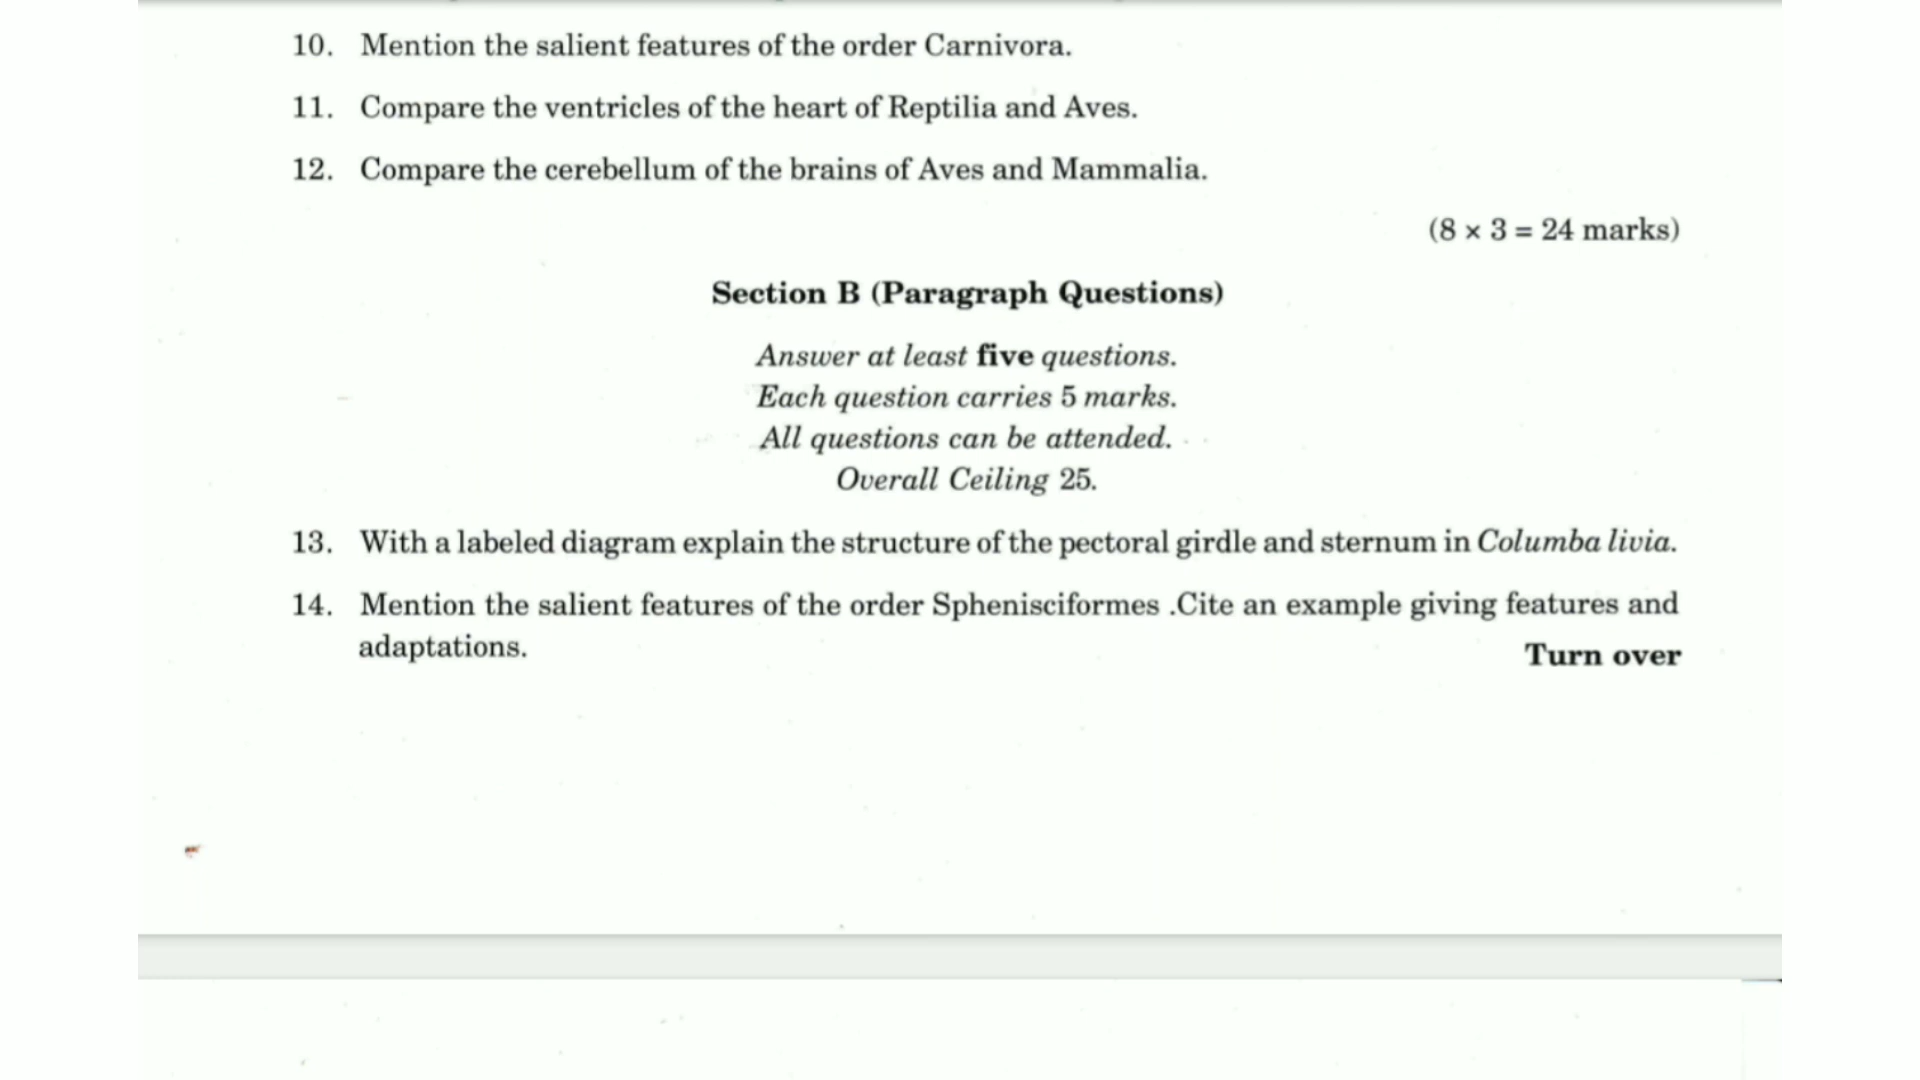 10. Mention the salient features of the order Carnivora.
11. Compare the ventricles of the heart of Reptilia and Aves.
12. Compare the cerebellum of the brains of Aves and Mammalia.
(8 × 3 = 24 marks)
Section B (Paragraph Questions)
Answer at least five questions.
Each question carries 5 marks.
All questions can be attended.
Overall Ceiling 25.
13. With a labeled diagram explain the structure of the pectoral girdle and sternum in Columba livia.
14. Mention the salient features of the order Sphenisciformes .Cite an example giving features and
adaptations.
Turn over